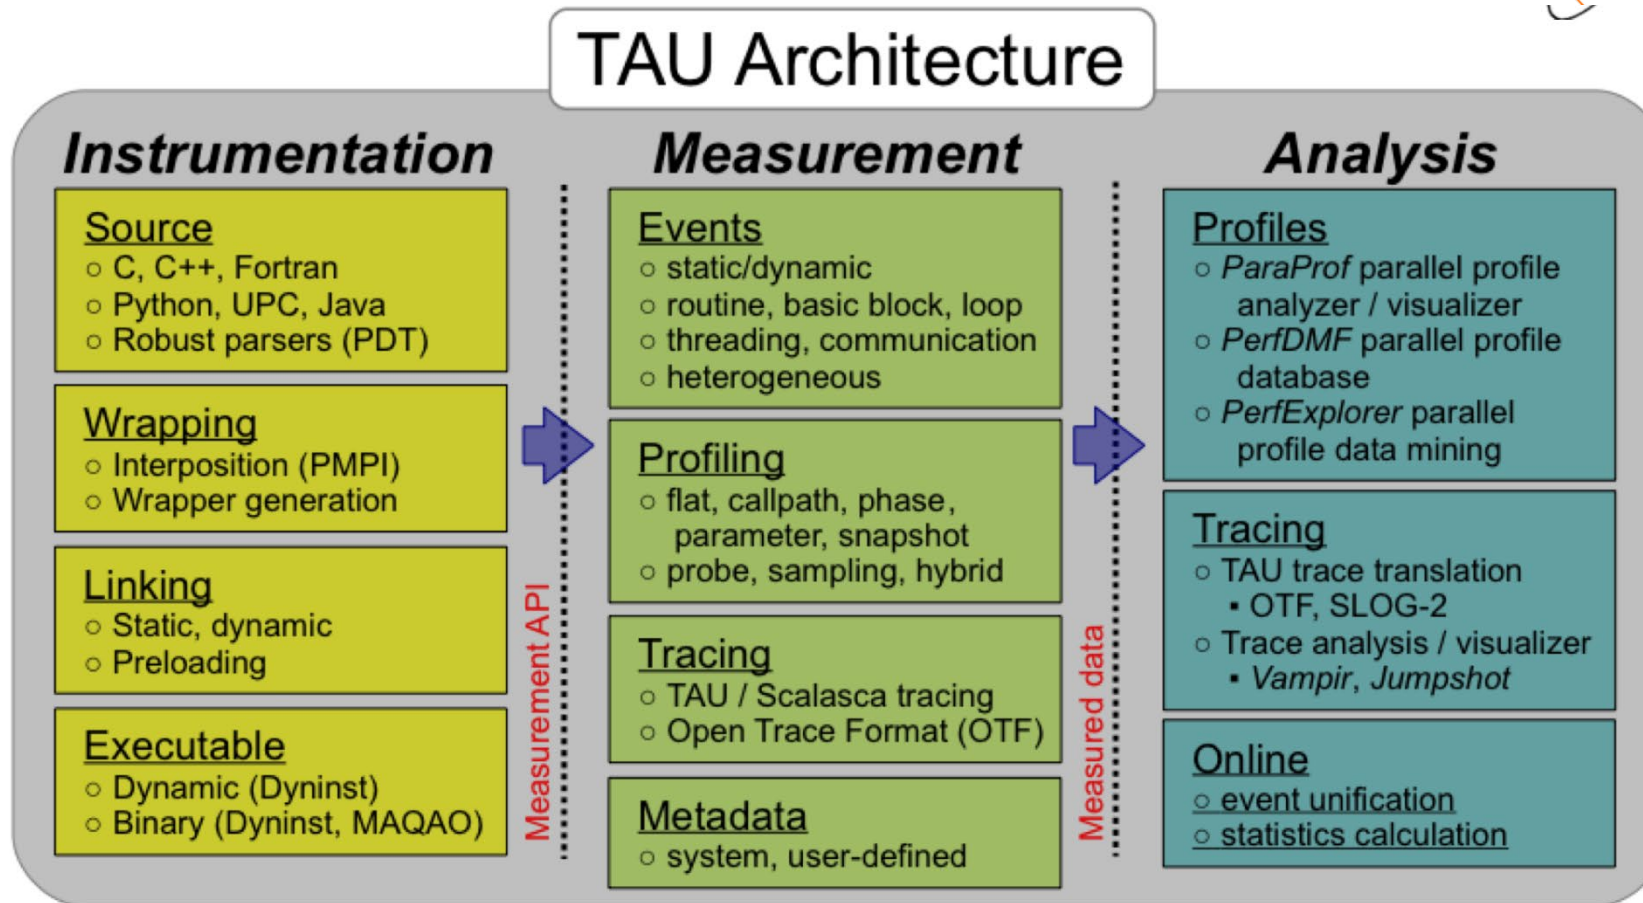 TAU Architecture
Instrumentation
Source
○ C, C++, Fortran
○ Python, UPC, Java
○ Robust parsers (PDT)
Wrapping
○ Interposition (PMPI)
○ Wrapper generation
Linking
○ Static, dynamic
○ Preloading
Executable
○ Dynamic (Dyninst)
○ Binary (Dyninst, MAQAO)
Measurement API
Measurement
Events
○ static/dynamic
○ routine, basic block, loop
○ threading, communication
○ heterogeneous
Profiling
○ flat, callpath, phase,
parameter, snapshot
○ probe, sampling, hybrid
Tracing
○ TAU / Scalasca tracing
○ Open Trace Format (OTF)
Metadata
○ system, user-defined
Measured data
Analysis
Profiles
○ ParaProf parallel profile
analyzer / visualizer
○ PerfDMF parallel profile
database
○ PerfExplorer parallel
profile data mining
Tracing
○ TAU trace translation
▪ OTF, SLOG-2
○ Trace analysis / visualizer
▪ Vampir, Jumpshot
Online
○ event unification
○ statistics calculation